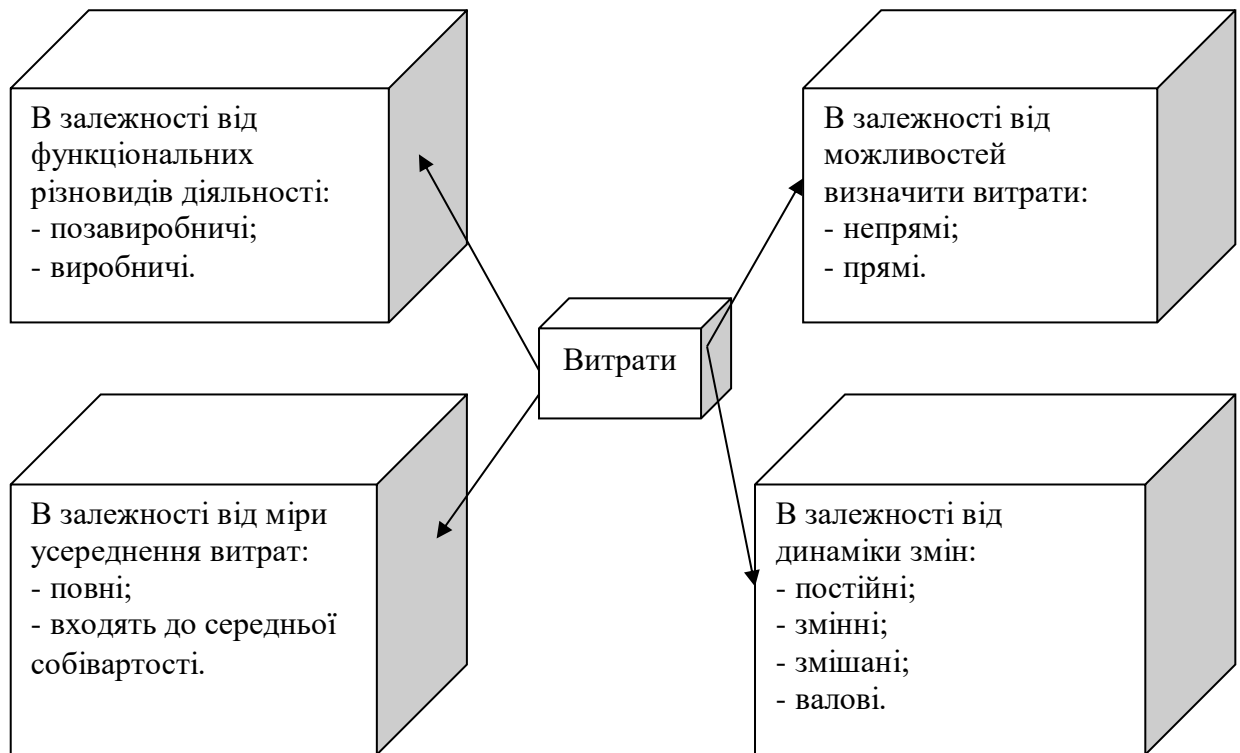 В залежності від
функціональних
різновидів діяльності:
- позавиробничі;
- виробничі.
В залежності від
можливостей
визначити витрати:
- непрямі;
- прямі.
Витрати
В залежності від міри
усереднення витрат:
- повні;
- входять до середньої
собівартості.
В залежності від
динаміки змін:
- постійні;
- змінні;
- змішані;
- валові.